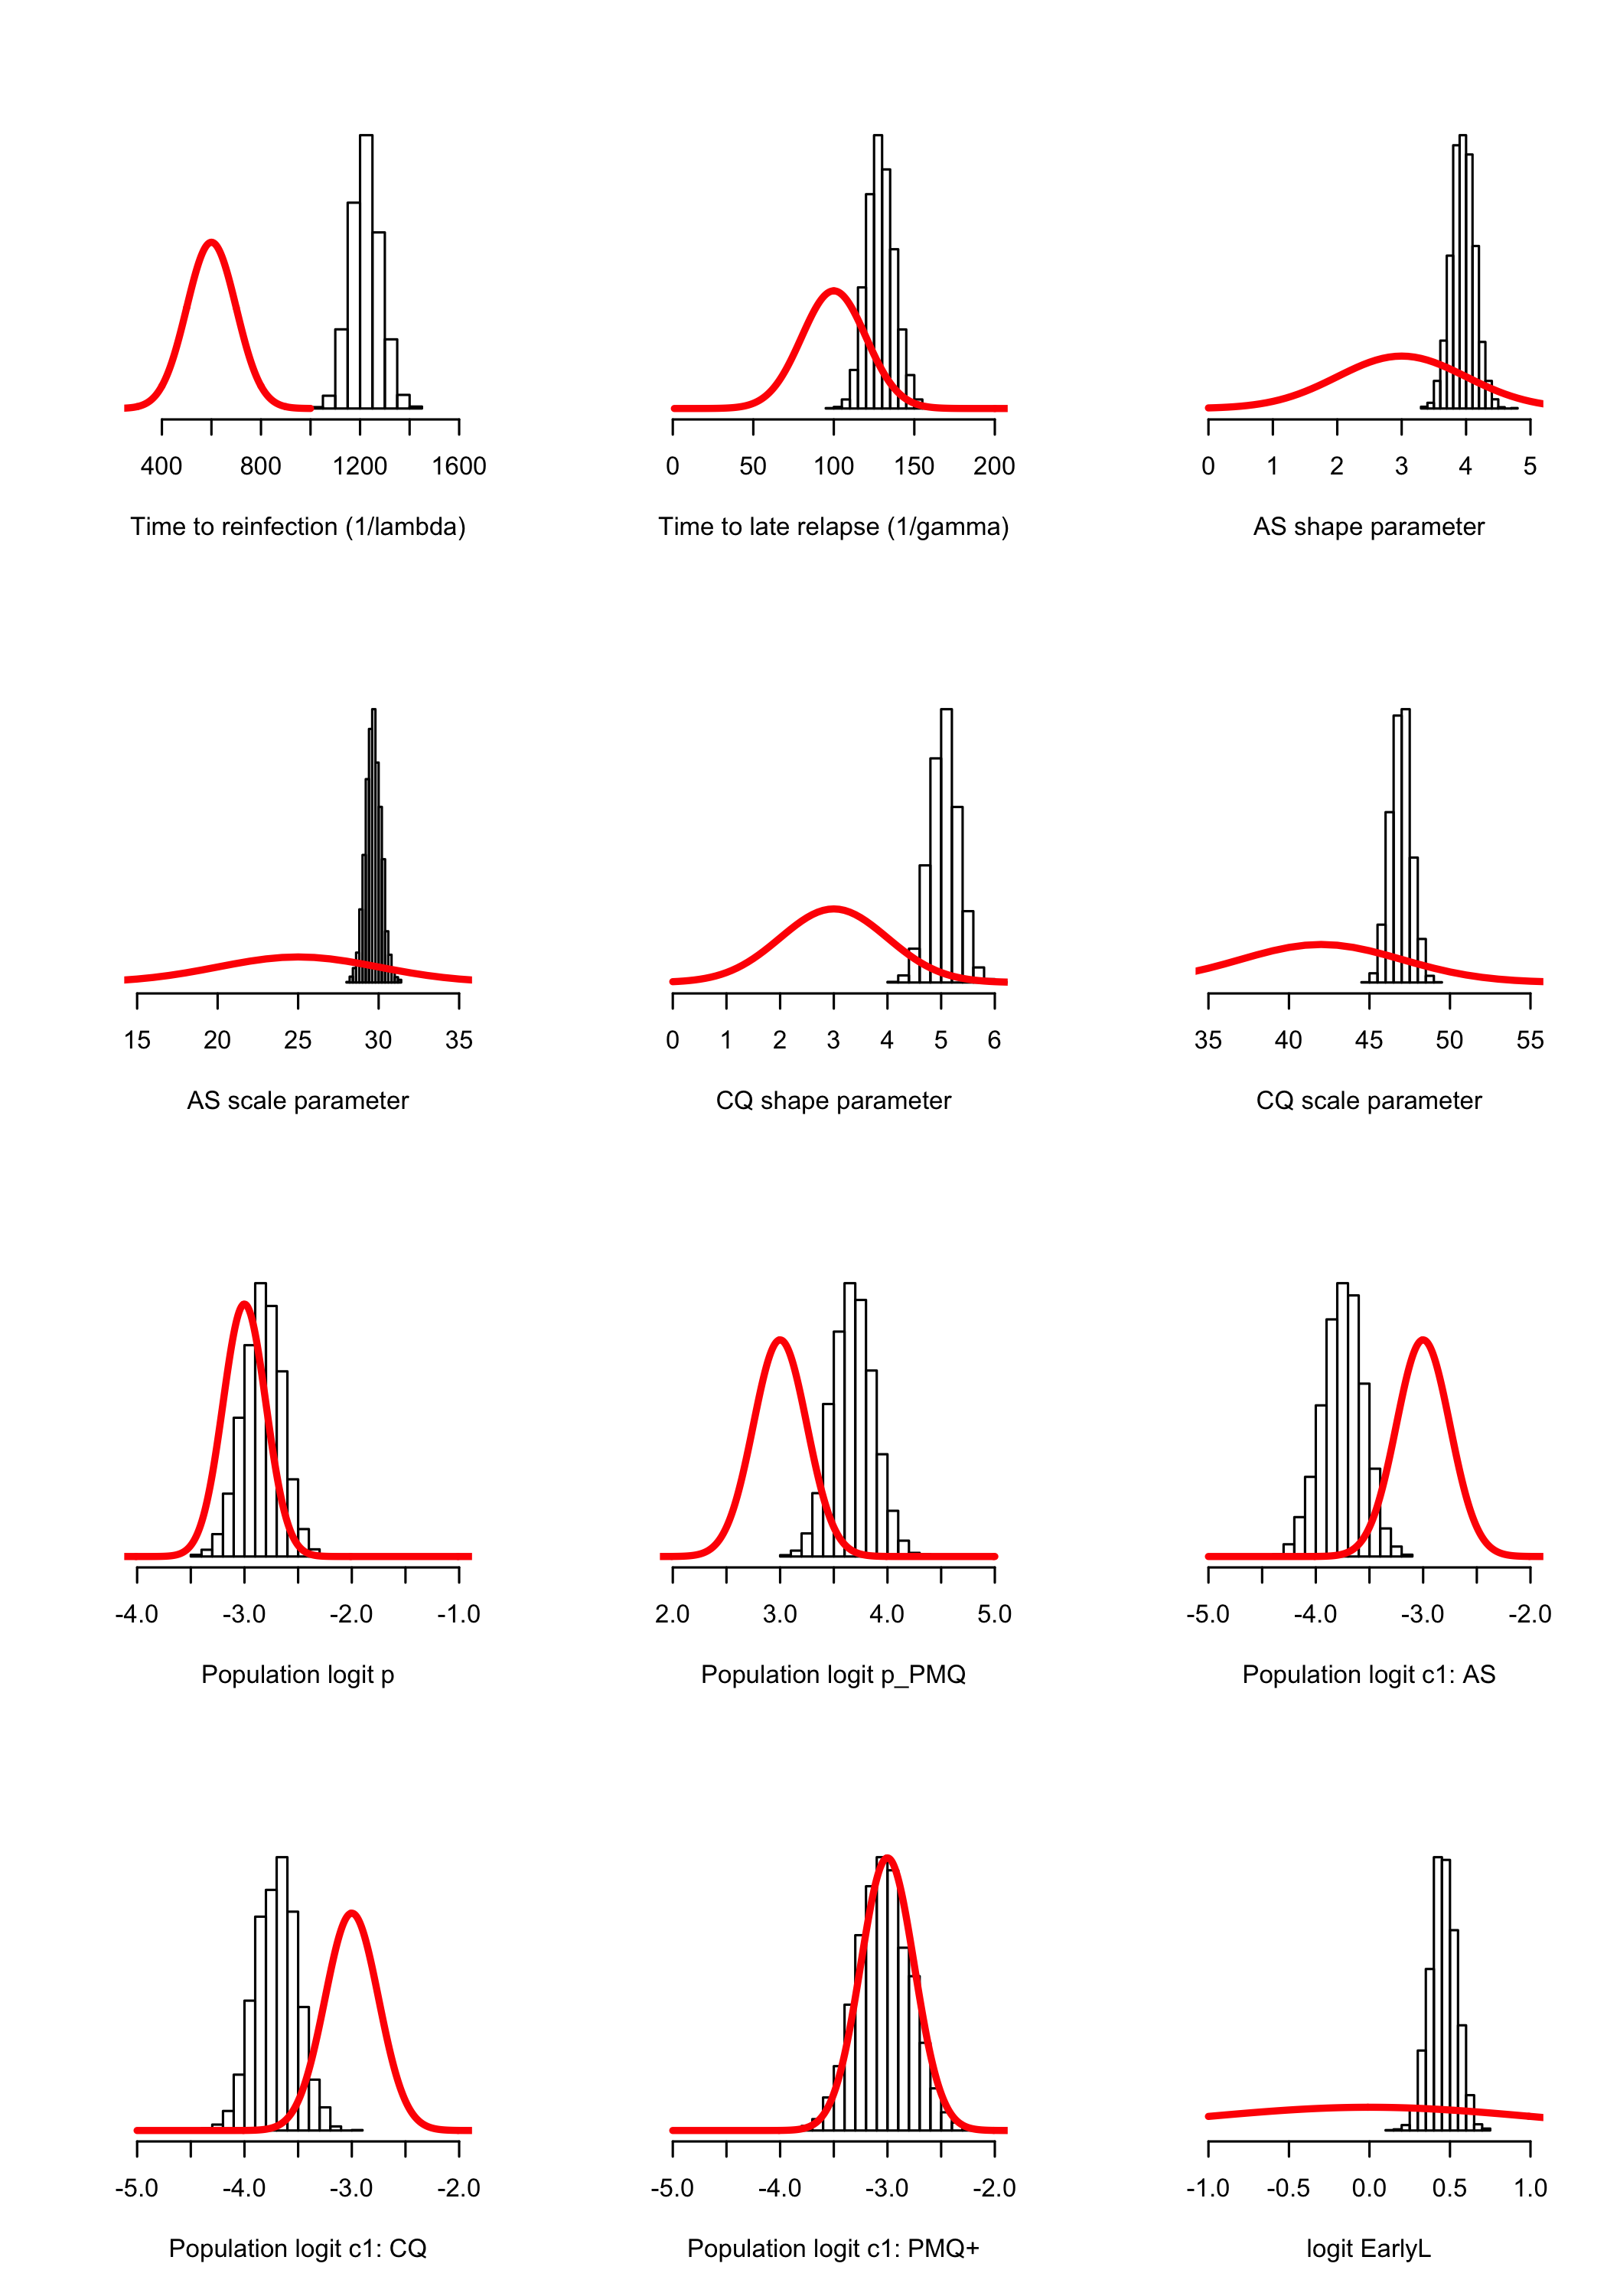 400 800 1200 1600
0 50 100 150 200
0 1 2 3 4 5
Time to reinfection (1/lambda)
Time to late relapse (1/gamma)
AS shape parameter
15 20 25 30 35
0 1 2 3 4 5 6
35 40 45 50 55
AS scale parameter
CQ shape parameter
CQ scale parameter
-4.0 -3.0 -2.0 -1.0
2.0 3.0 4.0 5.0
-5.0 -4.0 -3.0 -2.0
Population logit p
Population logit p_PMQ
Population logit c1: AS
-5.0 -4.0 -3.0 -2.0
-5.0 -4.0 -3.0 -2.0
-1.0 -0.5 0.0 0.5 1.0
Population logit c1: CQ
Population logit c1: PMQ+
logit EarlyL